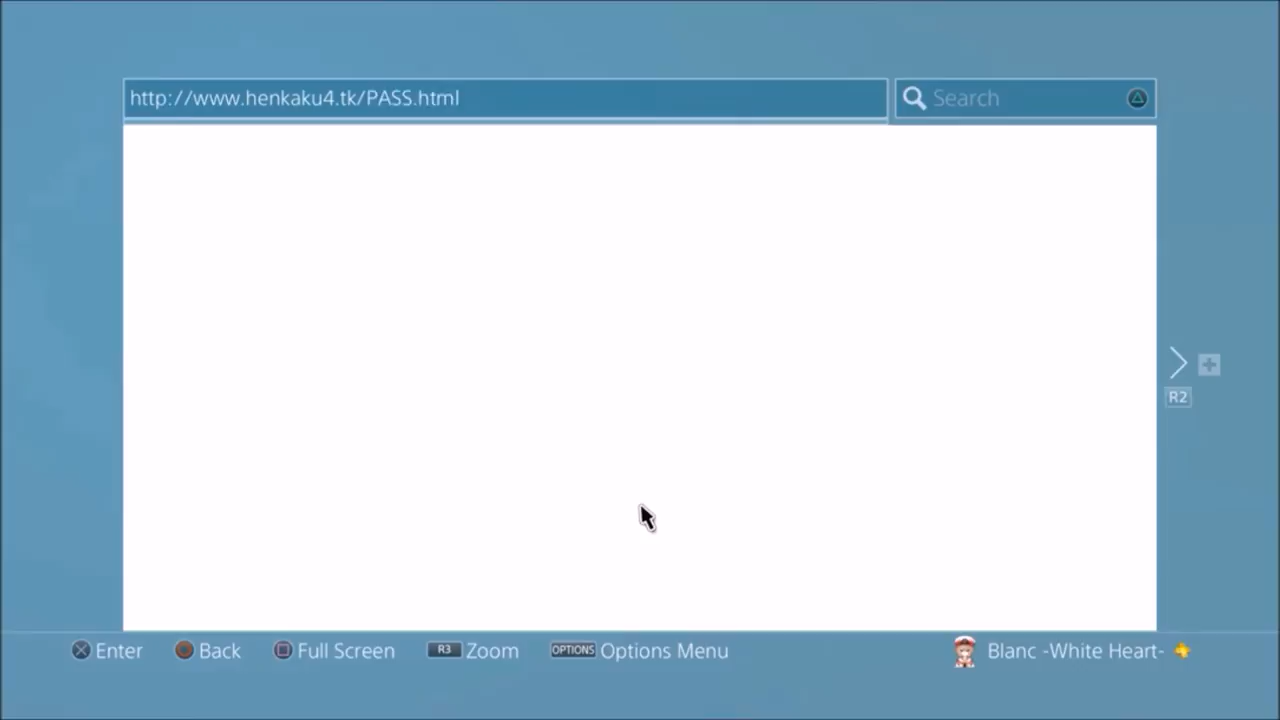 http://www.henkaku4.tk/PASS.html
Search
R2
Enter Back Full Screen R3 Zoom OPTIONS Options Menu Blanc -White Heart-